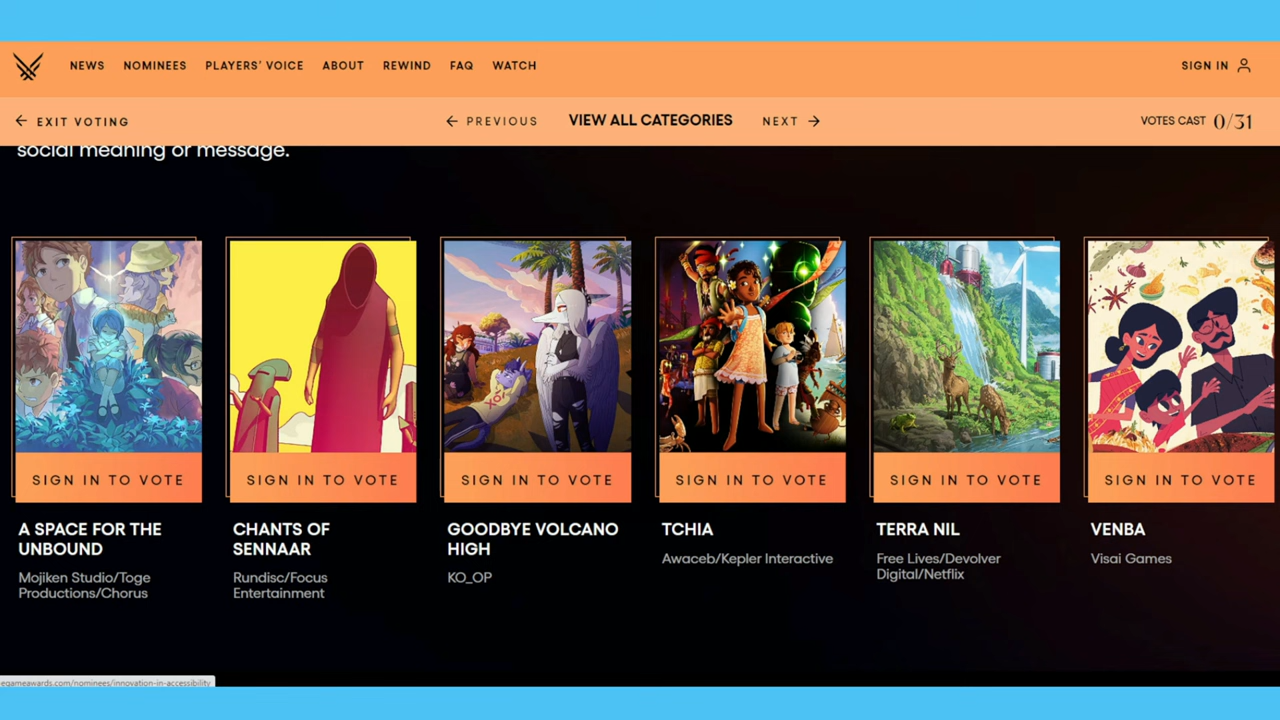 NEWS NOMINEES PLAYERS' VOICE ABOUT REWIND FAQ WATCH SIGN IN
EXIT VOTING PREVIOUS VIEW ALL CATEGORIES NEXT VOTES CAST 0/31
social meaning or message.
SIGN IN TO VOTE SIGN IN TO VOTE SIGN IN TO VOTE SIGN IN TO VOTE SIGN IN TO VOTE SIGN IN TO VOTE
A SPACE FOR THE
UNBOUND
Mojiken Studio/Toge
Productions/Chorus
CHANTS OF
SENNAAR
Rundisc/Focus
Entertainment
GOODBYE VOLCANO
HIGH
KO_OP
TCHIA
Awaceb/Kepler Interactive
TERRA NIL
Free Lives/Devolver
Digital/Netflix
VENBA
Visai Games
egameawards.com/nominees/innovation-in-accessibility